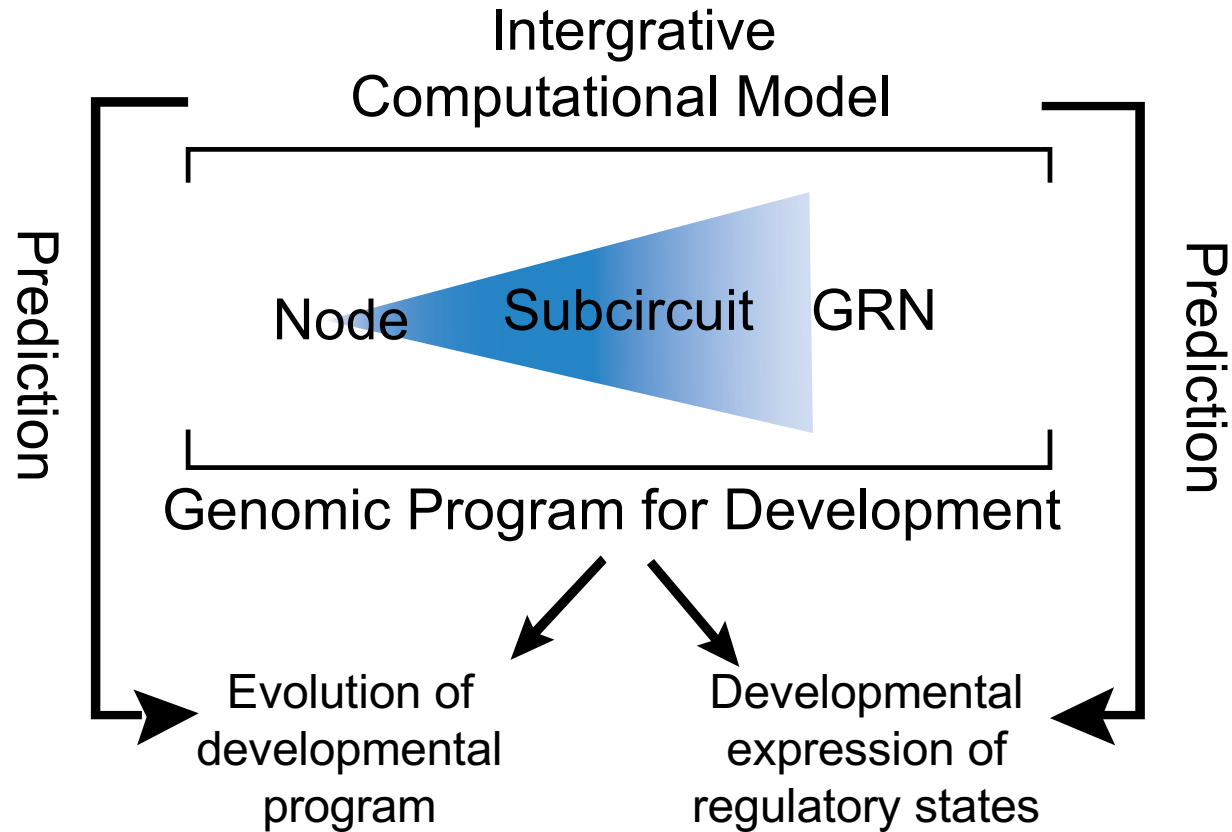 Intergrative
Computational Model
Prediction
Prediction
Node
Subcircuit
GRN
Genomic Program for Development
Evolution of
developmental
program
Developmental
expression of
regulatory states